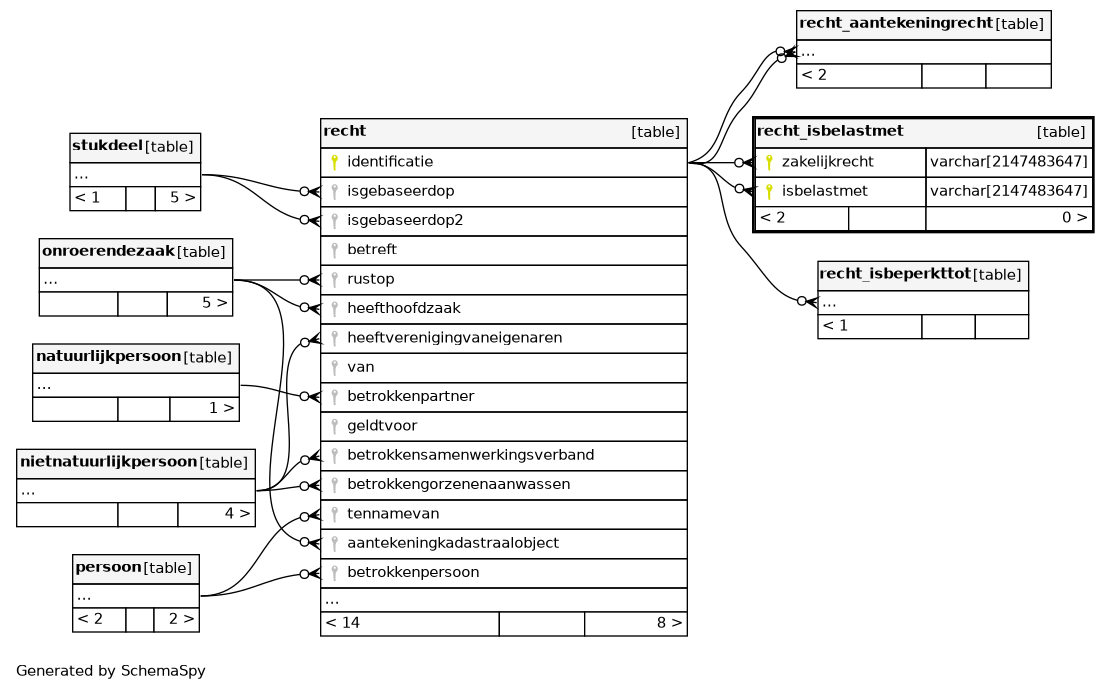 recht_aantekeningrecht [table]
...
< 2
stukdeel [table]
...
< 1 5 >
onroerendezaak [table]
...
5 >
natuurlijkpersoon [table]
...
1 >
nietnatuurlijkpersoon [table]
...
4 >
persoon [table]
...
< 2 2 >
recht [table]
identificatie
isgebaseerdop
isgebaseerdop2
betreft
rustop
heefthoofdzaak
heeftverenigingvaneigenaren
van
betrokkenpartner
geldtvoor
betrokkensamenwerkingsverband
betrokkengorzenenaanwassen
tennamevan
aantekeningkadastraalobject
betrokkenpersoon
...
< 14 8 >
recht_isbelastmet [table]
zakelijkrecht varchar[2147483647]
isbelastmet varchar[2147483647]
< 2 0 >
recht_isbeperkttot [table]
...
< 1
Generated by SchemaSpy